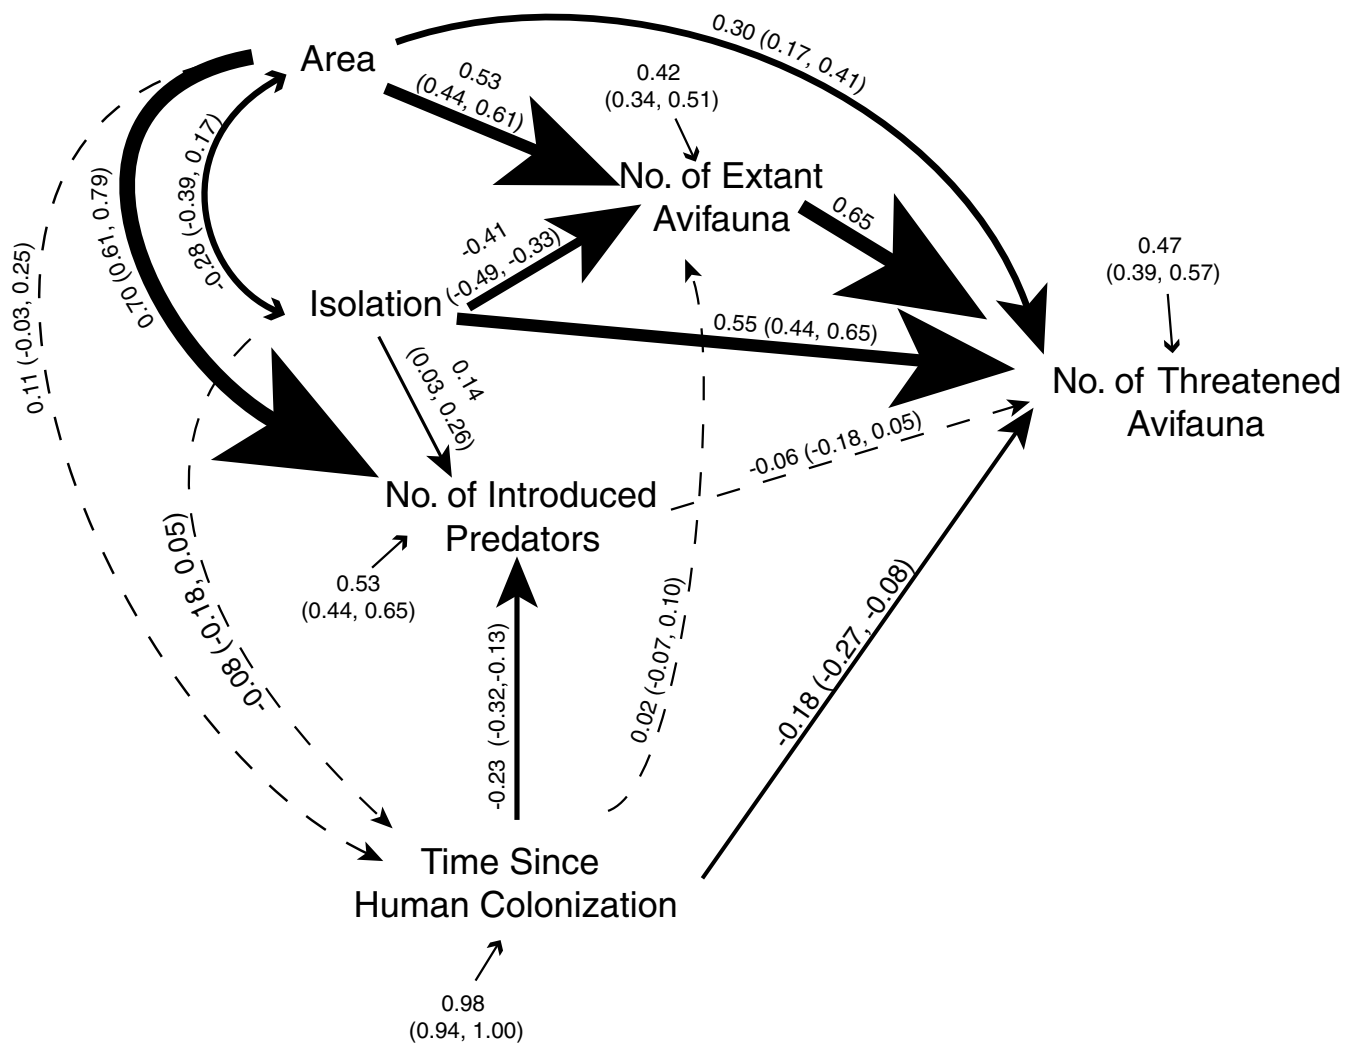 0.30 (0.17, 0.41)
Area
0.53
(0.44, 0.61)
0.42
(0.34, 0.51)
No. of Extant
Avifauna
0.65
-0.28 (-0.39, 0.17)
0.70 (0.61, 0.79)
0.11 (-0.03, 0.25)
-0.41
(-0.49, -0.33)
Isolation
0.47
(0.39, 0.57)
0.55 (0.44, 0.65)
0.14
(0.03, 0.26)
No. of Threatened
Avifauna
-0.06 (-0.18, 0.05)
No. of Introduced
Predators
0.53
(0.44, 0.65)
-0.08 (-0.18, 0.05)
-0.23 (-0.32,-0.13)
0.02 (-0.07, 0.10)
-0.18 (-0.27, -0.08)
Time Since
Human Colonization
0.98
(0.94, 1.00)